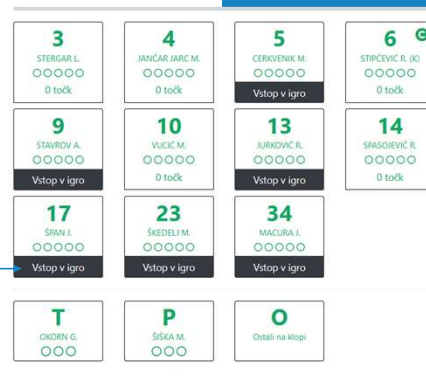 3
STERGAR L.
0 točk
4
JANČAR JARC M.
0 točk
5
CERKVENIK M.
Vstop v igro
6
STIPČEVIĆ R. (K)
0 točk
9
STAVROV A.
Vstop v igro
10
VUCIĆ M.
0 točk
13
JURKOVIĆ R.
Vstop v igro
14
SPASOJEVIĆ R.
0 točk
17
ŠPAN J.
Vstop v igro
23
ŠKEDELJ M.
Vstop v igro
34
MACURA J.
Vstop v igro
T
OKORN G.
P
ŠIŠKA M.
O
Ostali na klopi